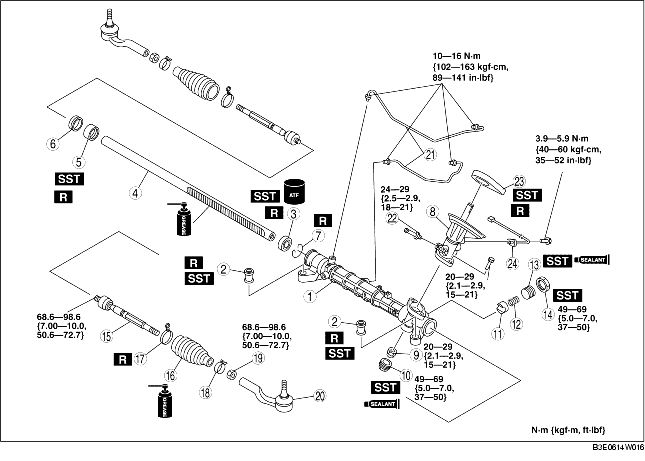 10—16 N·m
{102—163 kgf-cm,
89—141 in-lbf}
3.9—5.9 N·m
{40—60 kgf-cm,
35—52 in-lbf}
6
5
SST
R
4
SST
ATF
R
3
R
7
21
24—29
{2.5—2.9,
18—21}
22
8
23
SST
R
GREASE
R
SST
2
1
24
SST
SEALANT
20—29
{2.1—2.9,
15—21}
13
SST
49—69
{5.0—7.0,
37—50}
14
12
11
68.6—98.6
{7.00—10.0,
50.6—72.7}
15
68.6—98.6
{7.00—10.0,
50.6—72.7}
2
R
SST
R
17
16
18
19
20
9
20—29
{2.1—2.9,
15—21}
10
SST
49—69
{5.0—7.0,
37—50}
SEALANT
GREASE
N·m {kgf-m, ft-lbf}
B3E0614W016